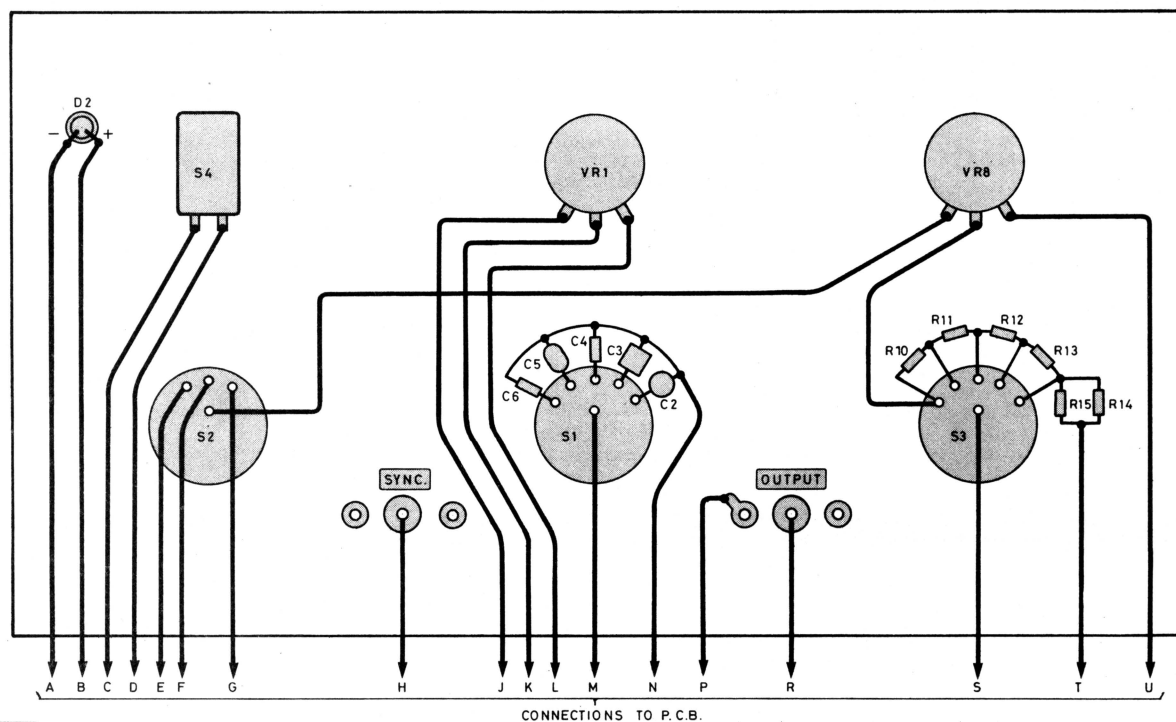 D2
− +
S4
VR1
VR8
R11 R12
R10 R13
C4
C5 C3
C6 C2
R15 R14
S2 S1 S3
SYNC. OUTPUT
A B C D E F G H J K L M N P R S T U
CONNECTIONS TO P.C.B.